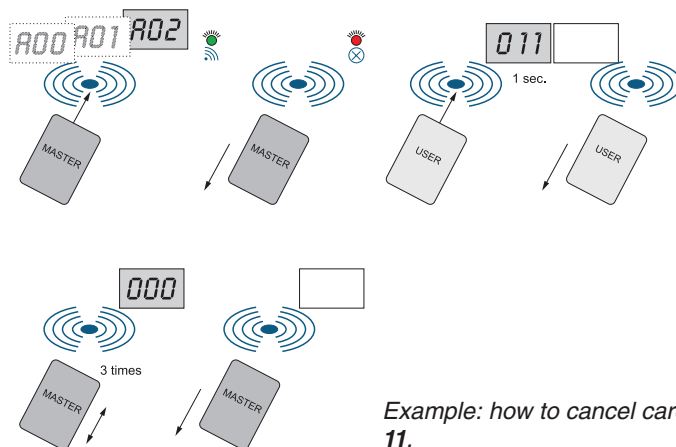 A00 A01 A02
011
1 sec.
MASTER
MASTER
USER
USER
000
3 times
MASTER
MASTER
Example: how to cancel
11.